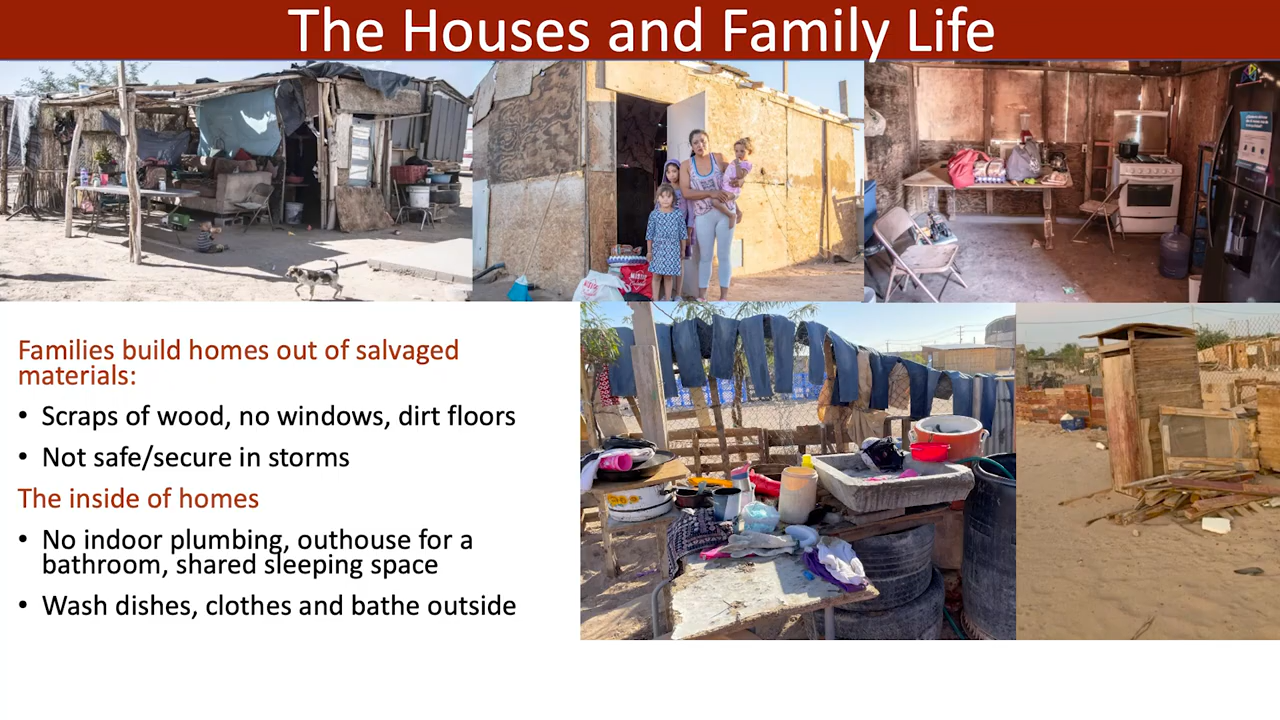 The Houses and Family Life
Families build homes out of salvaged
materials:
• Scraps of wood, no windows, dirt floors
• Not safe/secure in storms
The inside of homes
• No indoor plumbing, outhouse for a
bathroom, shared sleeping space
• Wash dishes, clothes and bathe outside